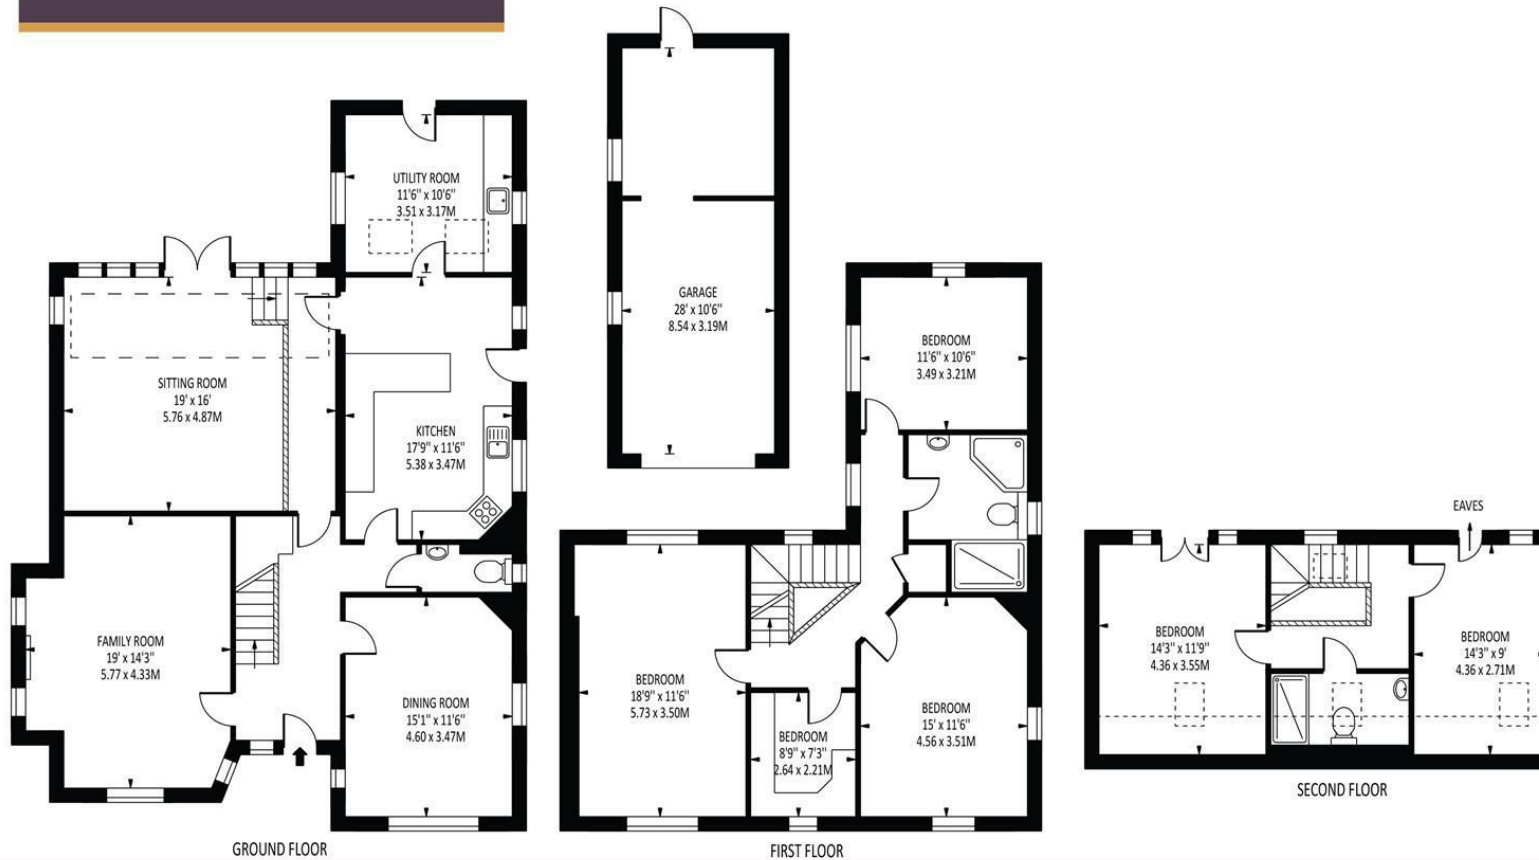 UTILITY ROOM
11'6" x 10'6"
3.51 x 3.17M
SITTING ROOM
19' x 16'
5.76 x 4.87M
KITCHEN
17'9" x 11'6"
5.38 x 3.47M
FAMILY ROOM
19' x 14'3"
5.77 x 4.33M
DINING ROOM
15'1" x 11'6"
4.60 x 3.47M
GROUND FLOOR
GARAGE
28' x 10'6"
8.54 x 3.19M
BEDROOM
11'6" x 10'6"
3.49 x 3.21M
BEDROOM
18'9" x 11'6"
5.73 x 3.50M
BEDROOM
8'9" x 7'3"
2.64 x 2.21M
BEDROOM
15' x 11'6"
4.56 x 3.51M
FIRST FLOOR
EAVES
BEDROOM
14'3" x 11'9"
4.36 x 3.55M
BEDROOM
14'3" x 9'
4.36 x 2.71M
SECOND FLOOR